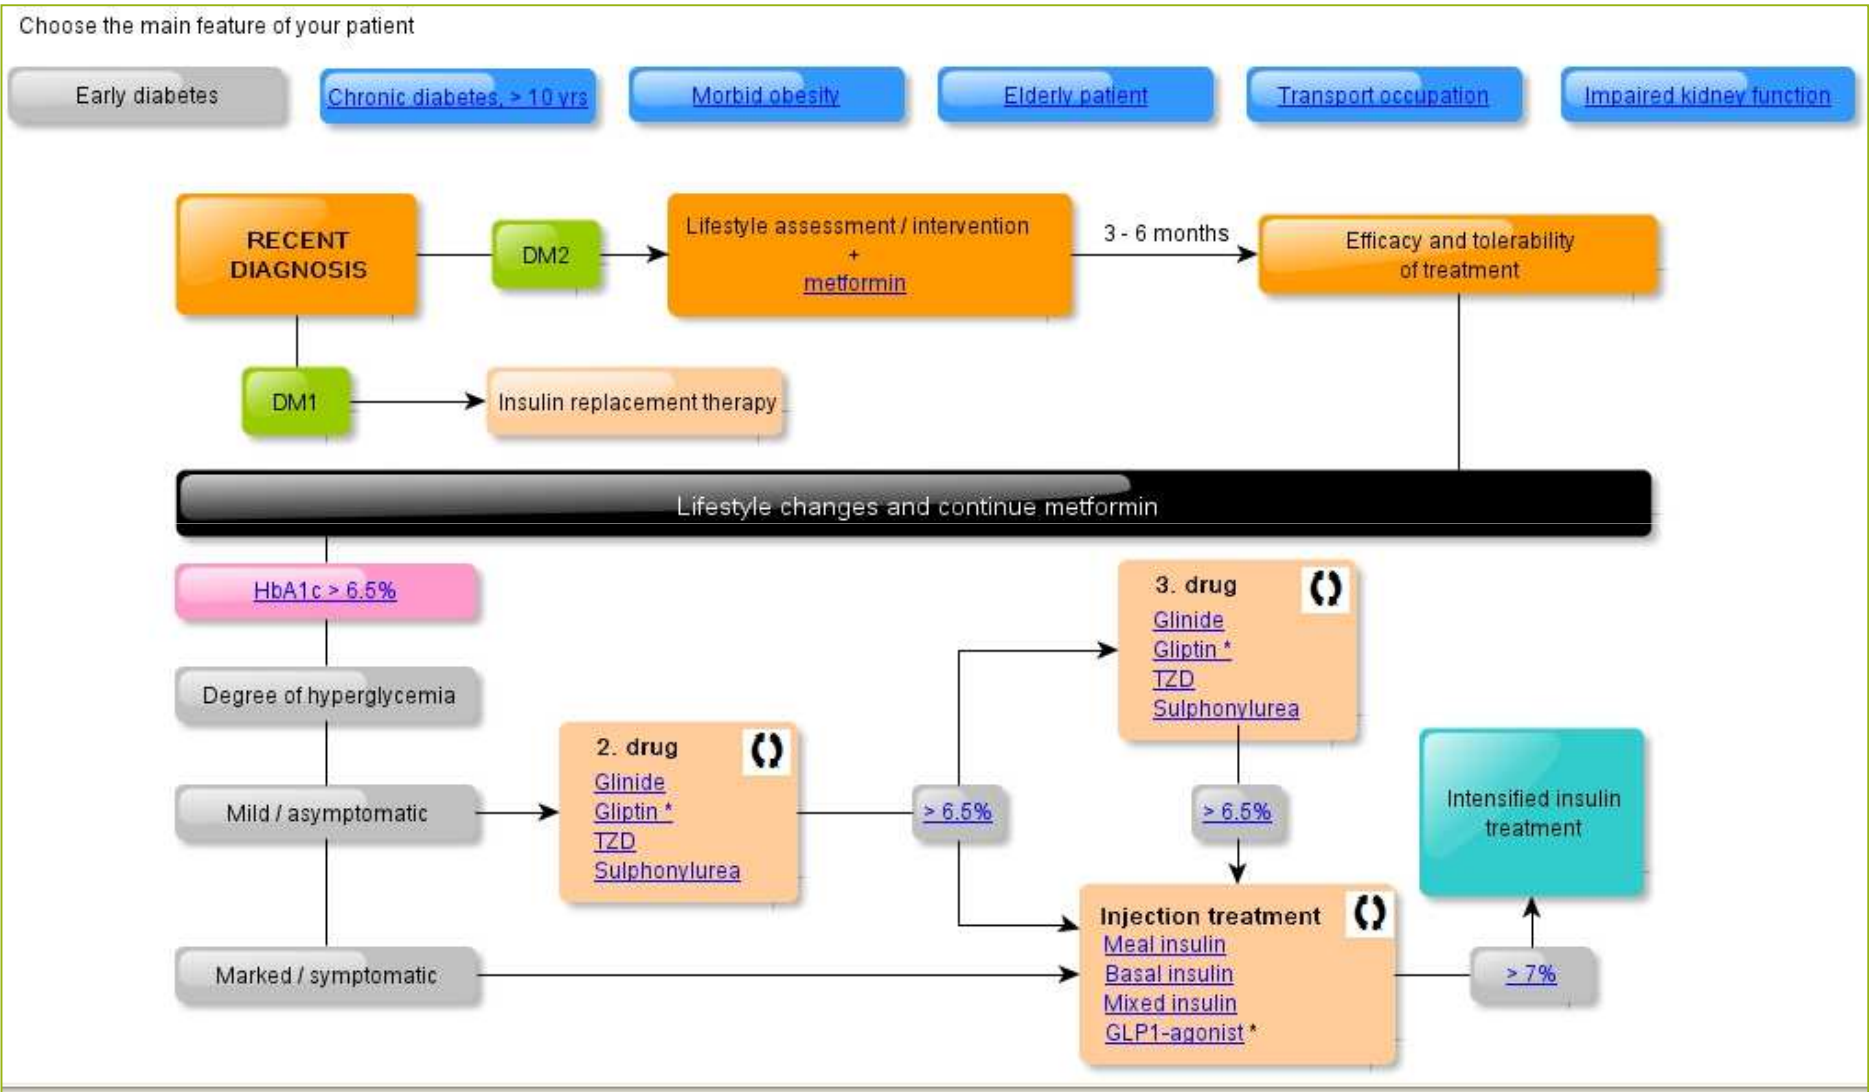 Choose the main feature of your patient
Early diabetes
Chronic diabetes, > 10 yrs
Morbid obesity
Elderly patient
Transport occupation
Impaired kidney function
RECENT
DIAGNOSIS
DM2
Lifestyle assessment / intervention
+
metformin
3 - 6 months
Efficacy and tolerability
of treatment
DM1
Insulin replacement therapy
Lifestyle changes and continue metformin
HbA1c > 6.5%
Degree of hyperglycemia
Mild / asymptomatic
Marked / symptomatic
2. drug
Glinide
Gliptin *
TZD
Sulphonylurea
> 6.5%
3. drug
Glinide
Gliptin *
TZD
Sulphonylurea
> 6.5%
Injection treatment
Meal insulin
Basal insulin
Mixed insulin
GLP1-agonist *
> 7%
Intensified insulin
treatment